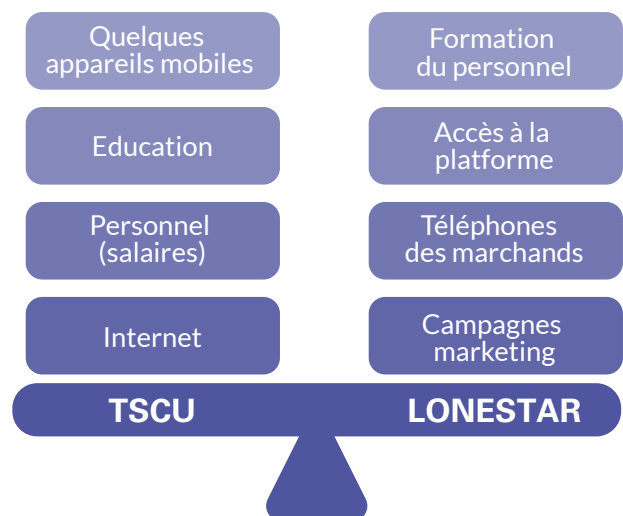 Quelques
appareils mobiles
Education
Personnel
(salaires)
Internet
TSCU
Formation
du personnel
Accès à la
platforme
Téléphones
des marchands
Campagnes
marketing
LONESTAR